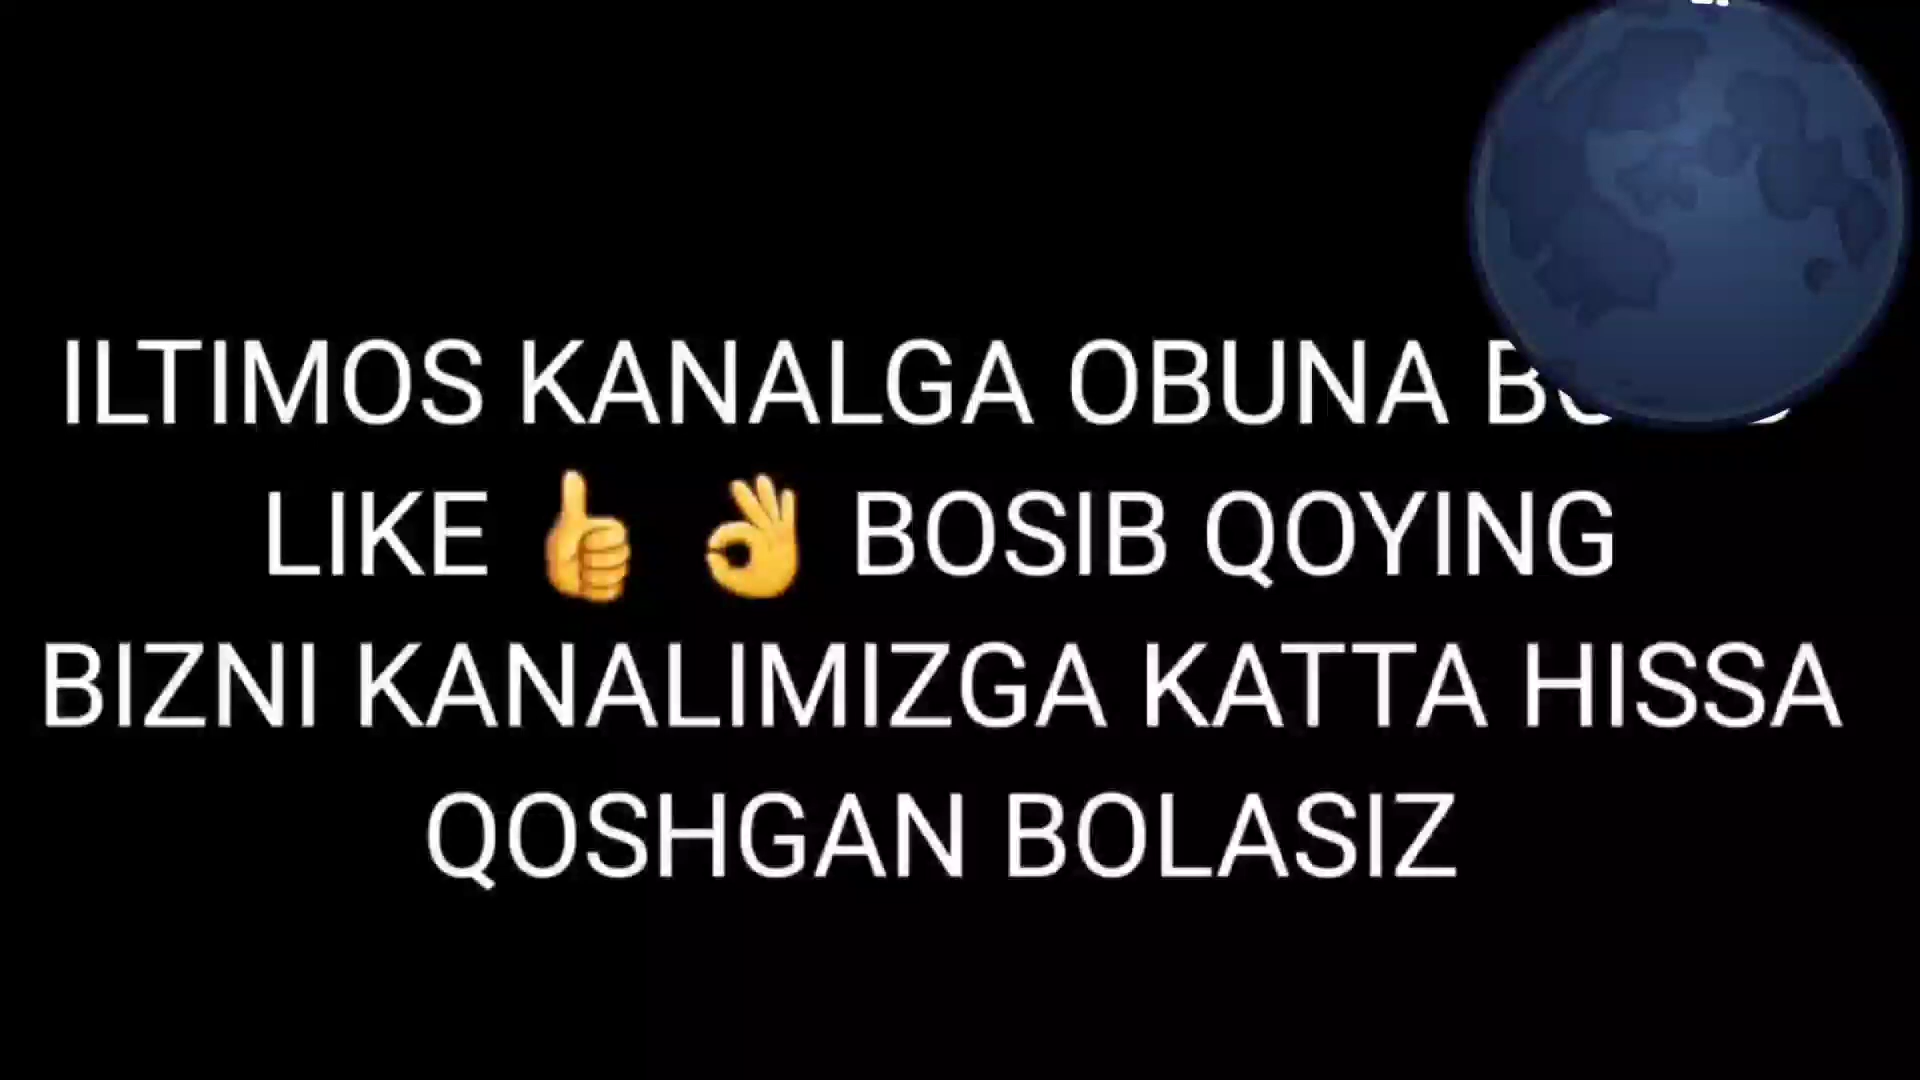 ILTIMOS KANALGA OBUNA
LIKE 👍 👌 BOSIB QOYING
BIZNI KANALIMIZGA KATTA HISSA
QOSHGAN BOLASIZ